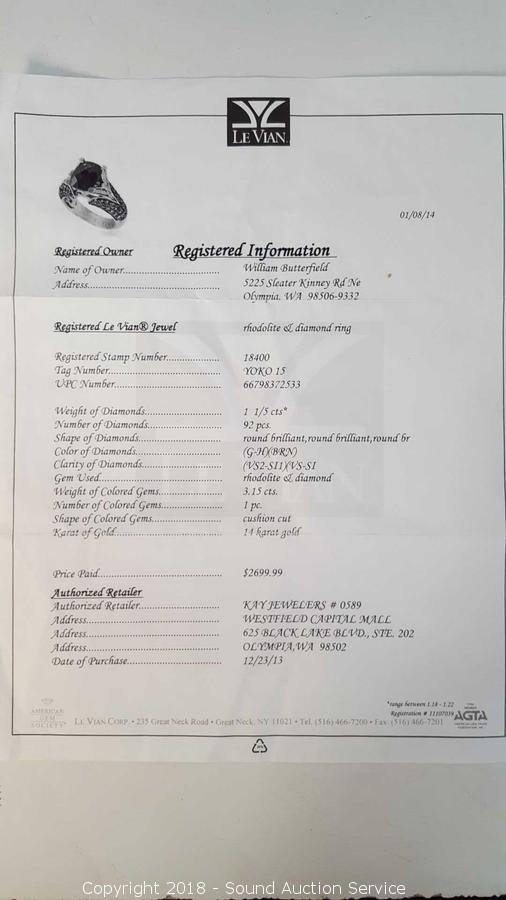 LE VIAN
01/08/14
Registered Owner Registered Information
Name of Owner............................ William Butterfield
Address...................................... 5225 Sleater Kinney Rd Ne
Olympia, WA 98506-9332
Registered Le Vian® Jewel rhodolite & diamond ring
Registered Stamp Number................... 18400
Tag Number................................... YOKO 15
UPC Number.................................. 66798372533
Weight of Diamonds........................... 1 1/5 cts*
Number of Diamonds.......................... 92 pcs.
Shape of Diamonds............................ round brilliant,round brilliant,round br
Color of Diamonds............................. (G-H)(BRN)
Clarity of Diamonds........................... (VS2-SI1)(VS-SI
Gem Used........................................ rhodolite & diamond
Weight of Colored Gems.................... 3.15 cts.
Number of Colored Gems................... 1 pc.
Shape of Colored Gems....................... cushion cut
Karat of Gold................................... 14 karat gold
Price Paid........................................ $2699.99
Authorized Retailer
Authorized Retailer........................... KAY JEWELERS # 0589
Address........................................... WESTFIELD CAPITAL MALL
Address........................................... 625 BLACK LAKE BLVD., STE. 202
Address........................................... OLYMPIA,WA 98502
Date of Purchase............................... 12/23/13
*range between 1.18 - 1.22
Registration # 11107039
AMERICAN GEM SOCIETY
LE VIAN CORP. • 235 Great Neck Road • Great Neck, NY 11021 • Tel. (516) 466-7200 • Fax (516) 466-7201
AGTA
Copyright 2018 - Sound Auction Service